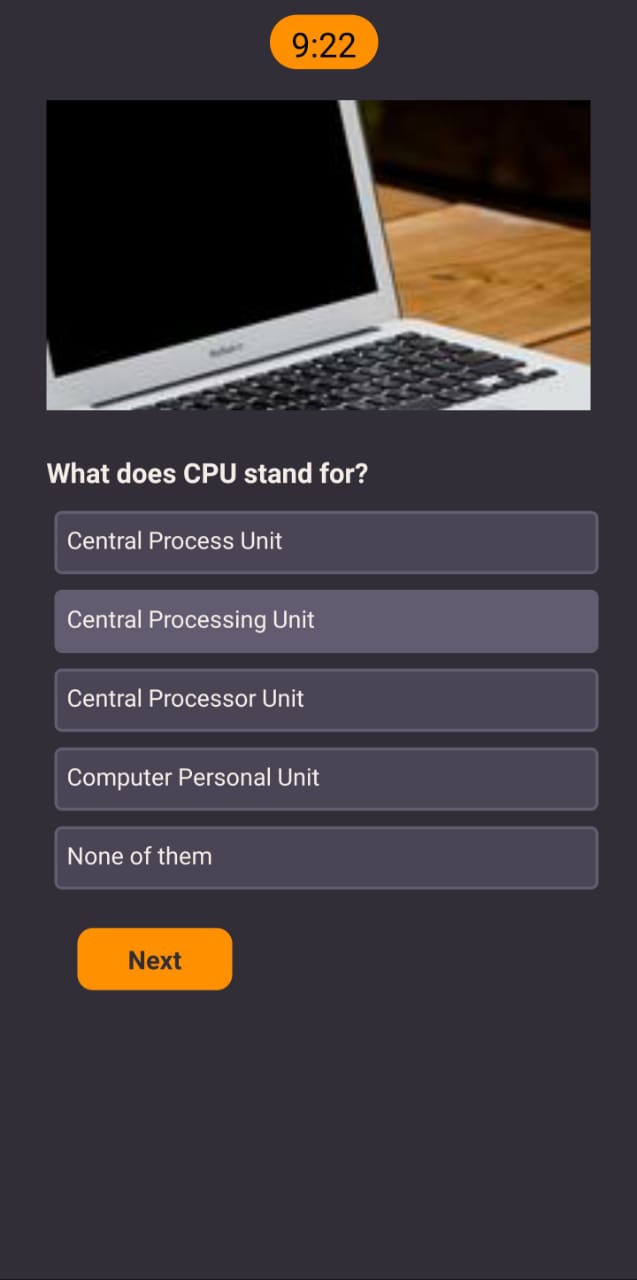 9:22
What does CPU stand for?
Central Process Unit
Central Processing Unit
Central Processor Unit
Computer Personal Unit
None of them
Next